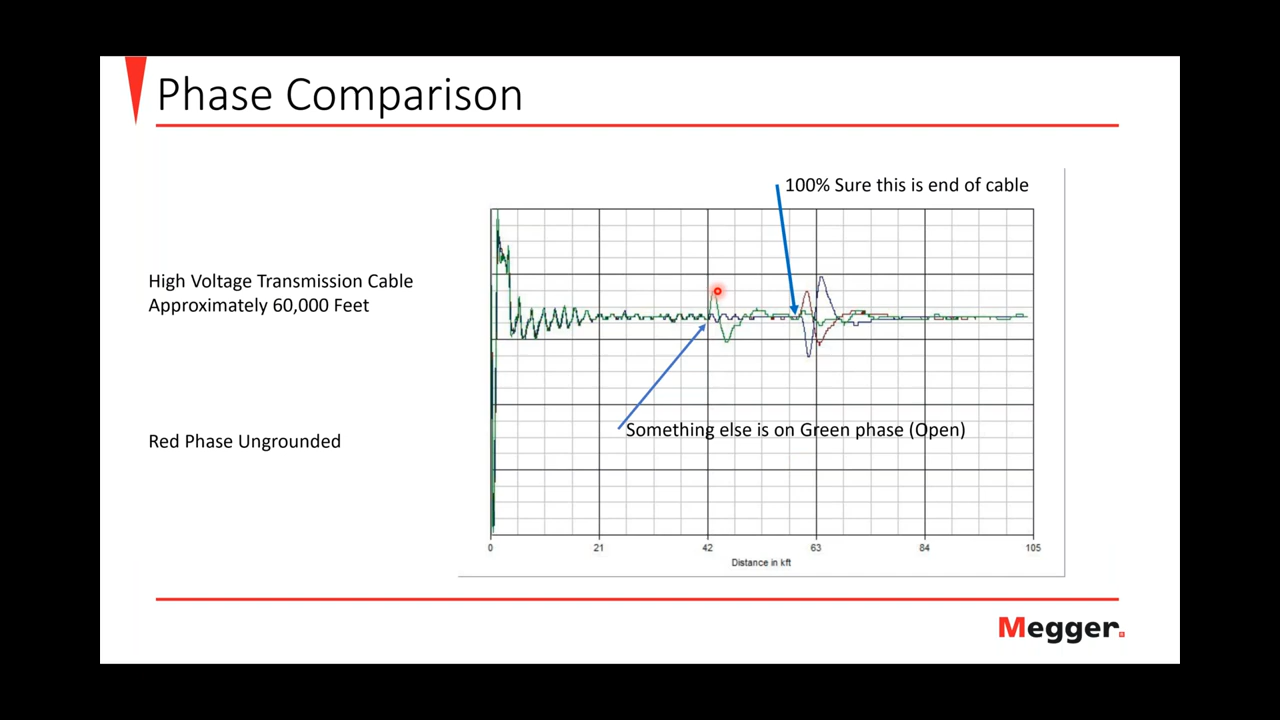 Phase Comparison
100% Sure this is end of cable
High Voltage Transmission Cable
Approximately 60,000 Feet
Something else is on Green phase (Open)
Red Phase Ungrounded
0 21 42 63 84 105
Distance in kft
Megger.